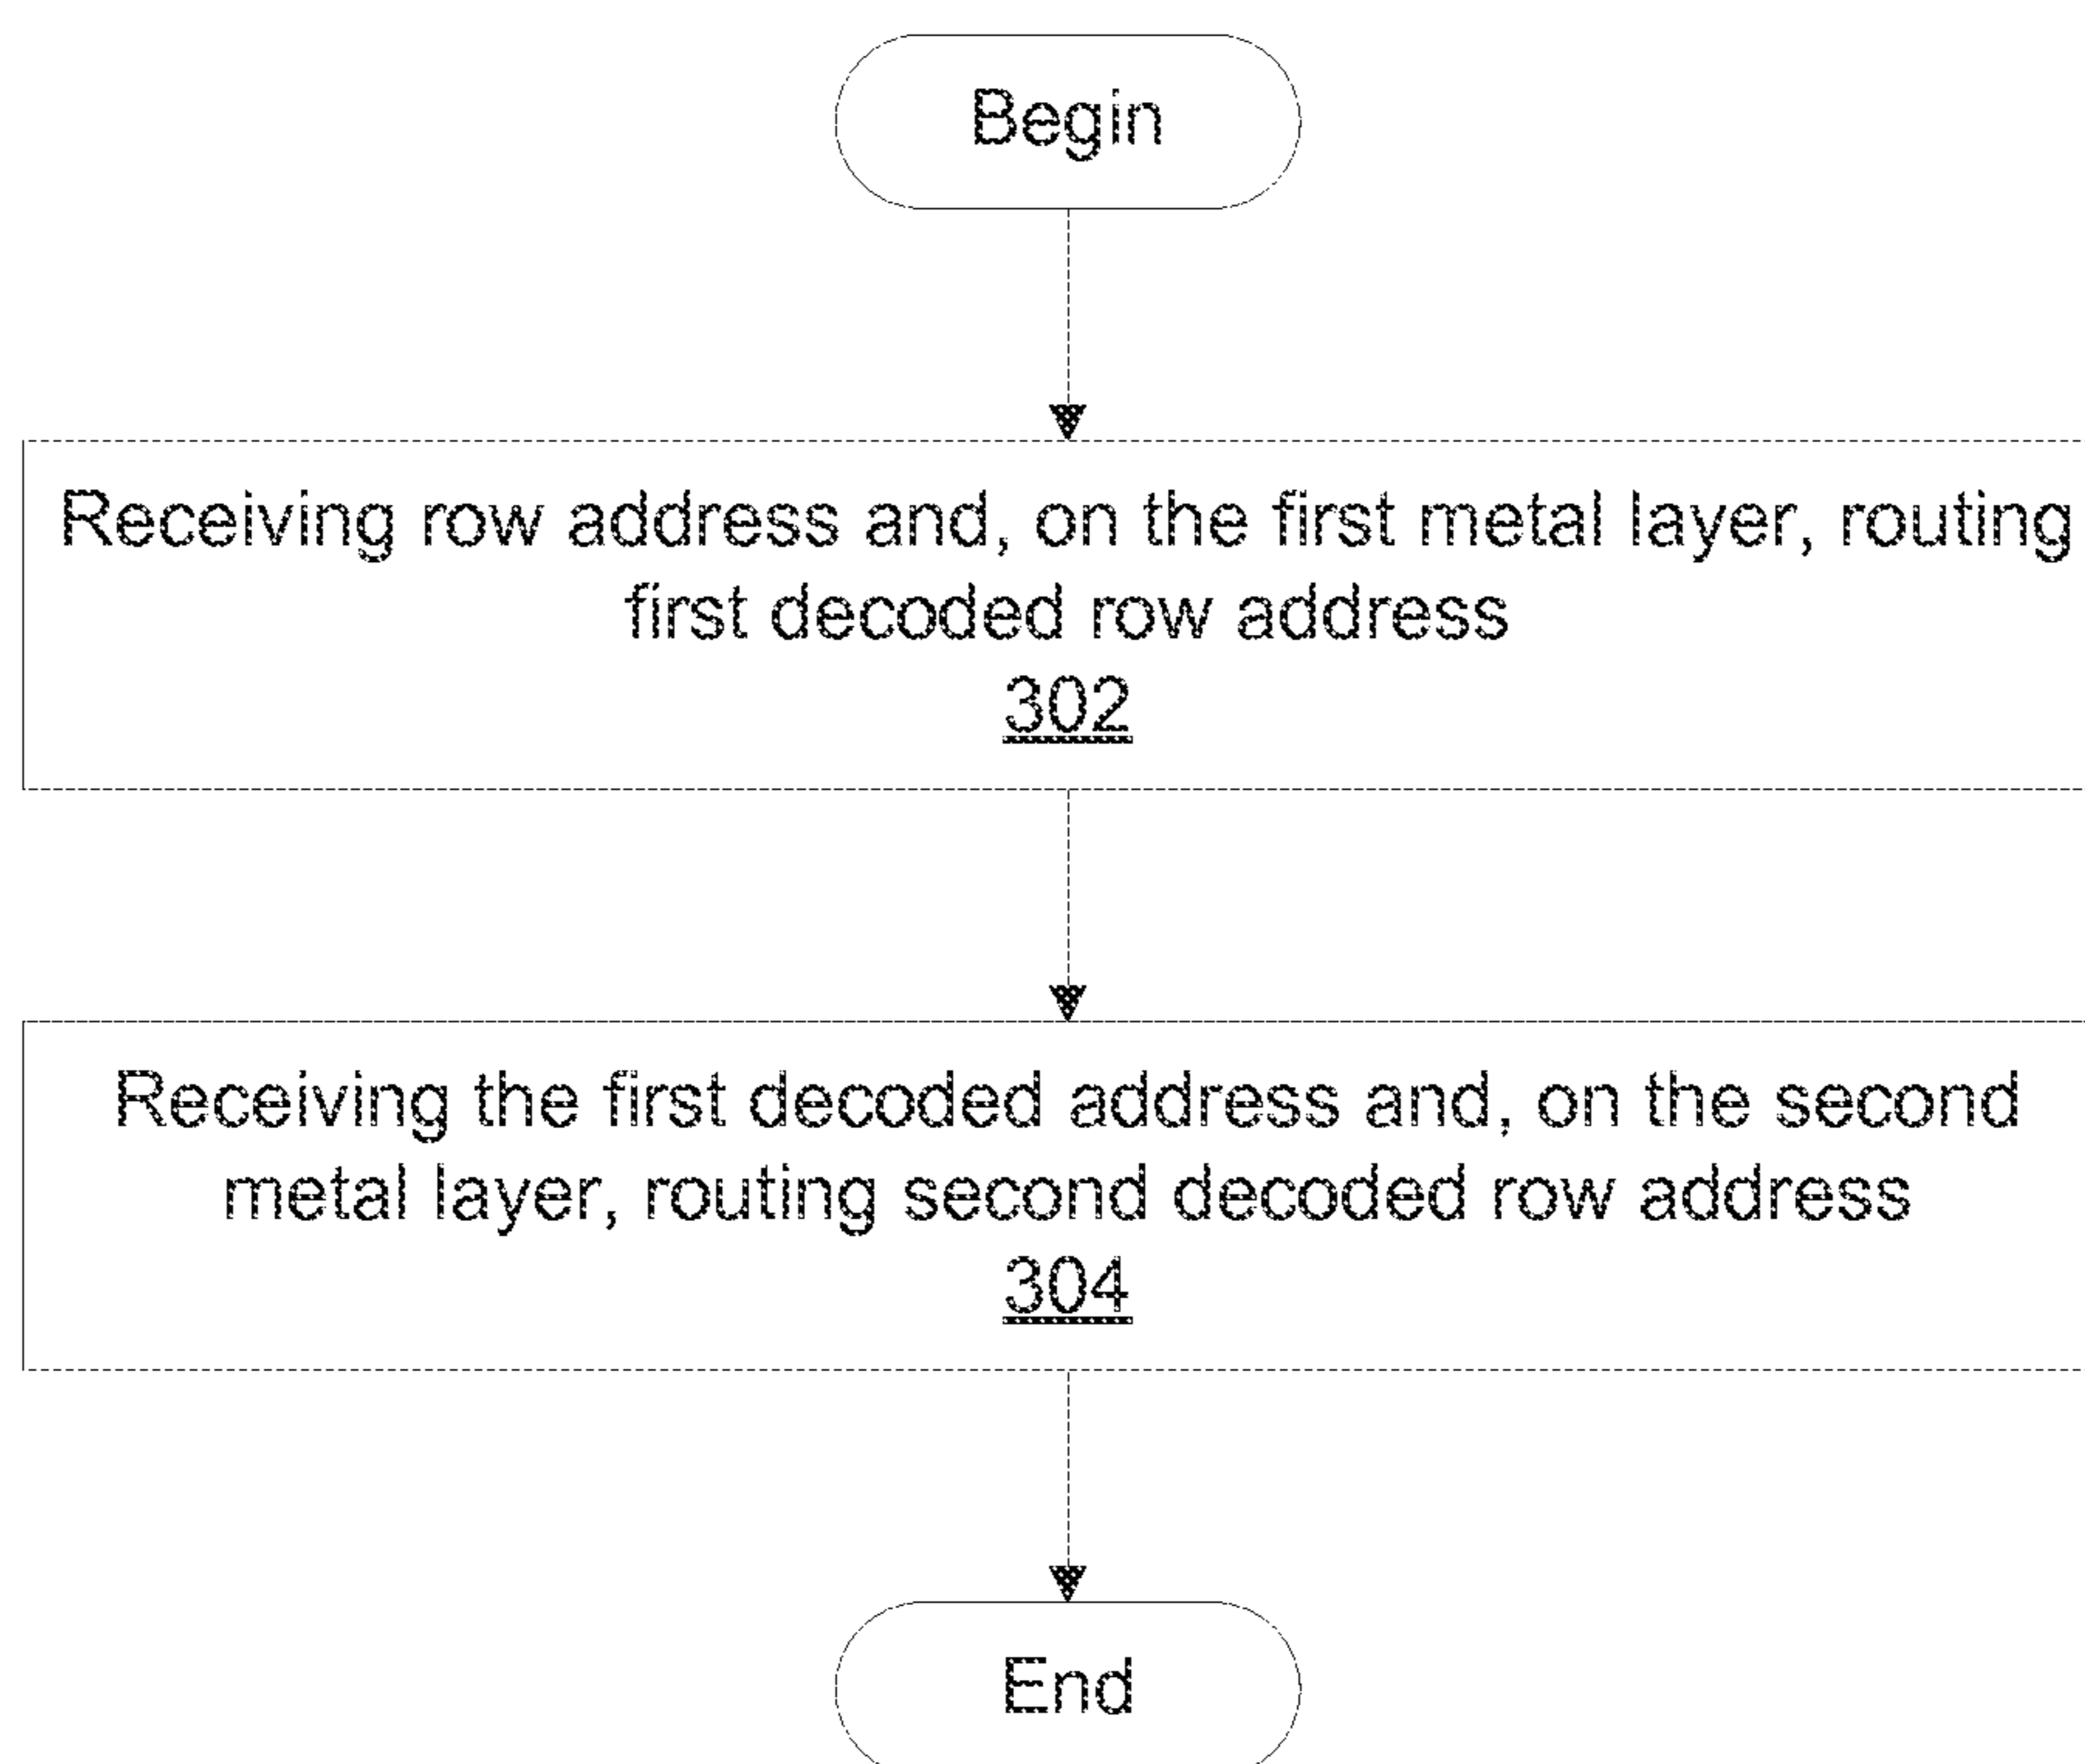 Begin
Receiving row address and, on the first metal layer, routing
first decoded row address
302
Receiving the first decoded address and, on the second
metal layer, routing second decoded row address
304
End